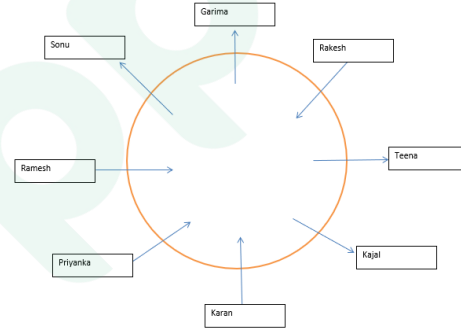 Garima
Sonu
Rakesh
Teena
Ramesh
Kajal
Priyanka
Karan